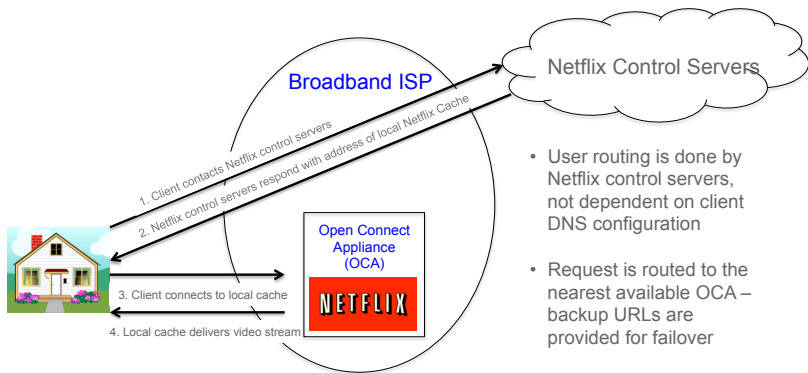 Broadband ISP
Netflix Control Servers
1. Client contacts Netflix control servers
2. Netflix control servers respond with address of local Netflix Cache
Open Connect
Appliance
(OCA)
NETFLIX
3. Client connects to local cache
4. Local cache delivers video stream
• User routing is done by
Netflix control servers,
not dependent on client
DNS configuration
• Request is routed to the
nearest available OCA –
backup URLs are
provided for failover